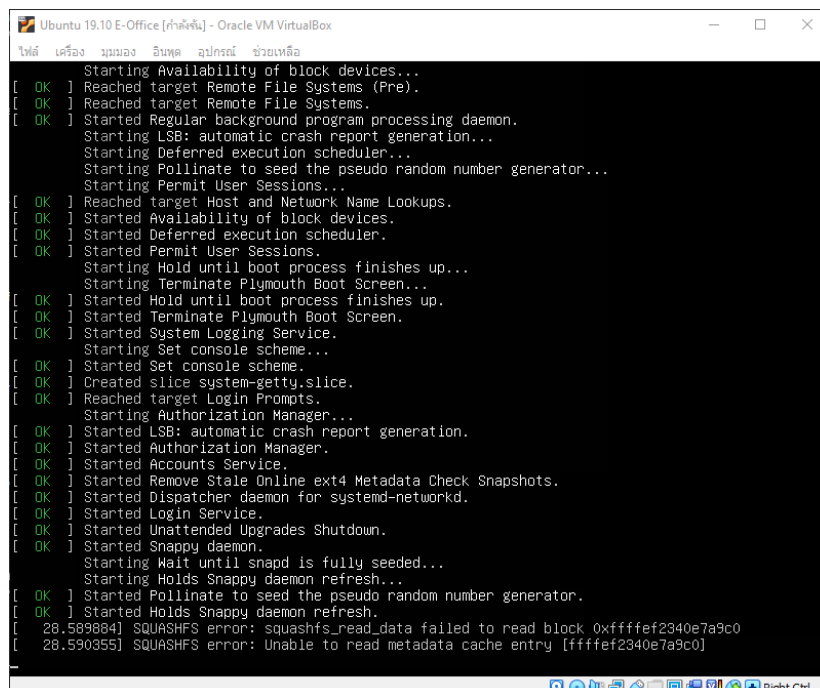 Ubuntu 19.10 E-Office [กำลังรัน] - Oracle VM VirtualBox
ไฟล์ เครื่อง มุมมอง อินพุต อุปกรณ์ ช่วยเหลือ
Starting Availability of block devices...
[ OK ] Reached target Remote File Systems (Pre).
[ OK ] Reached target Remote File Systems.
[ OK ] Started Regular background program processing daemon.
Starting LSB: automatic crash report generation...
Starting Deferred execution scheduler...
Starting Pollinate to seed the pseudo random number generator...
Starting Permit User Sessions...
[ OK ] Reached target Host and Network Name Lookups.
[ OK ] Started Availability of block devices.
[ OK ] Started Deferred execution scheduler.
[ OK ] Started Permit User Sessions.
Starting Hold until boot process finishes up...
Starting Terminate Plymouth Boot Screen...
[ OK ] Started Hold until boot process finishes up.
[ OK ] Started Terminate Plymouth Boot Screen.
[ OK ] Started System Logging Service.
Starting Set console scheme...
[ OK ] Started Set console scheme.
[ OK ] Created slice system-getty.slice.
[ OK ] Reached target Login Prompts.
Starting Authorization Manager...
[ OK ] Started LSB: automatic crash report generation.
[ OK ] Started Authorization Manager.
[ OK ] Started Accounts Service.
[ OK ] Started Remove Stale Online ext4 Metadata Check Snapshots.
[ OK ] Started Dispatcher daemon for systemd-networkd.
[ OK ] Started Login Service.
[ OK ] Started Unattended Upgrades Shutdown.
[ OK ] Started Snappy daemon.
Starting Wait until snapd is fully seeded...
Starting Holds Snappy daemon refresh...
[ OK ] Started Pollinate to seed the pseudo random number generator.
[ OK ] Started Holds Snappy daemon refresh.
[ 28.589884] SQUASHFS error: squashfs_read_data failed to read block 0xffffef2340e7a9c0
[ 28.590355] SQUASHFS error: Unable to read metadata cache entry [ffffef2340e7a9c0]
Right Ctrl